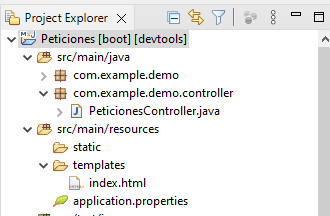 Project Explorer
Peticiones [boot] [devtools]
src/main/java
com.example.demo
com.example.demo.controller
PeticionesController.java
src/main/resources
static
templates
index.html
application.properties